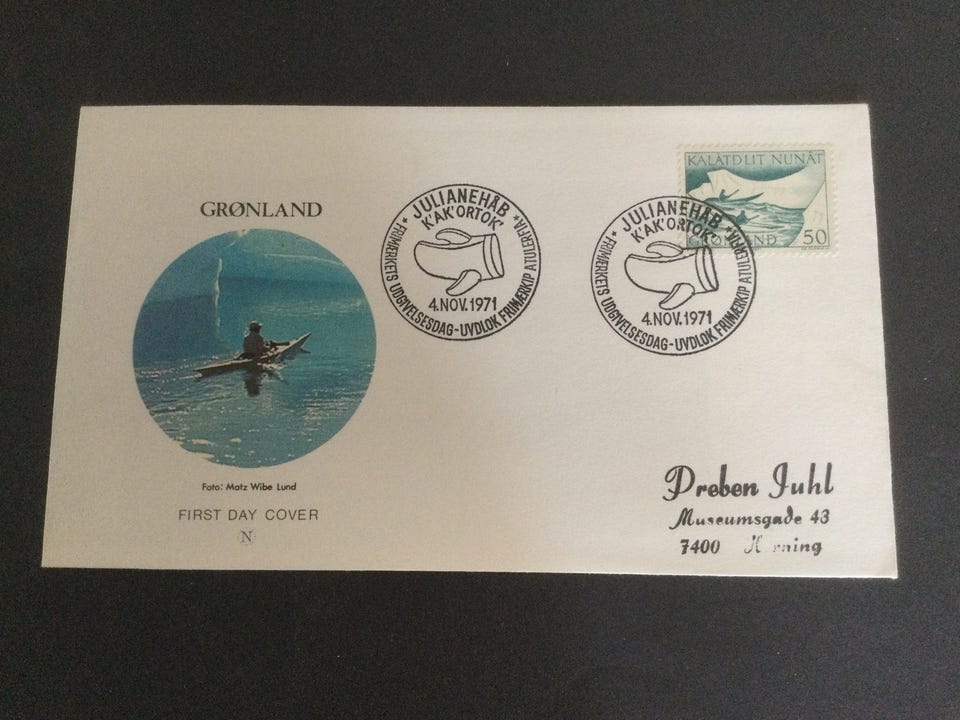 GRØNLAND
Foto: Matz Wibe Lund
FIRST DAY COVER
N
JULIANEHÅB
K'AK'ORTOK'
4.NOV.1971
* FRIMÆRKETS UDGIVELSESDAG - UVDLOK FRIMÆRKIP ATULERFIA *
JULIANEHÅB
K'AK'ORTOK'
4.NOV.1971
* FRIMÆRKETS UDGIVELSESDAG - UVDLOK FRIMÆRKIP ATULERFIA *
KALÂTDLIT NUNÂT
GRØNLAND 50
Preben Juhl
Museumsgade 43
7400